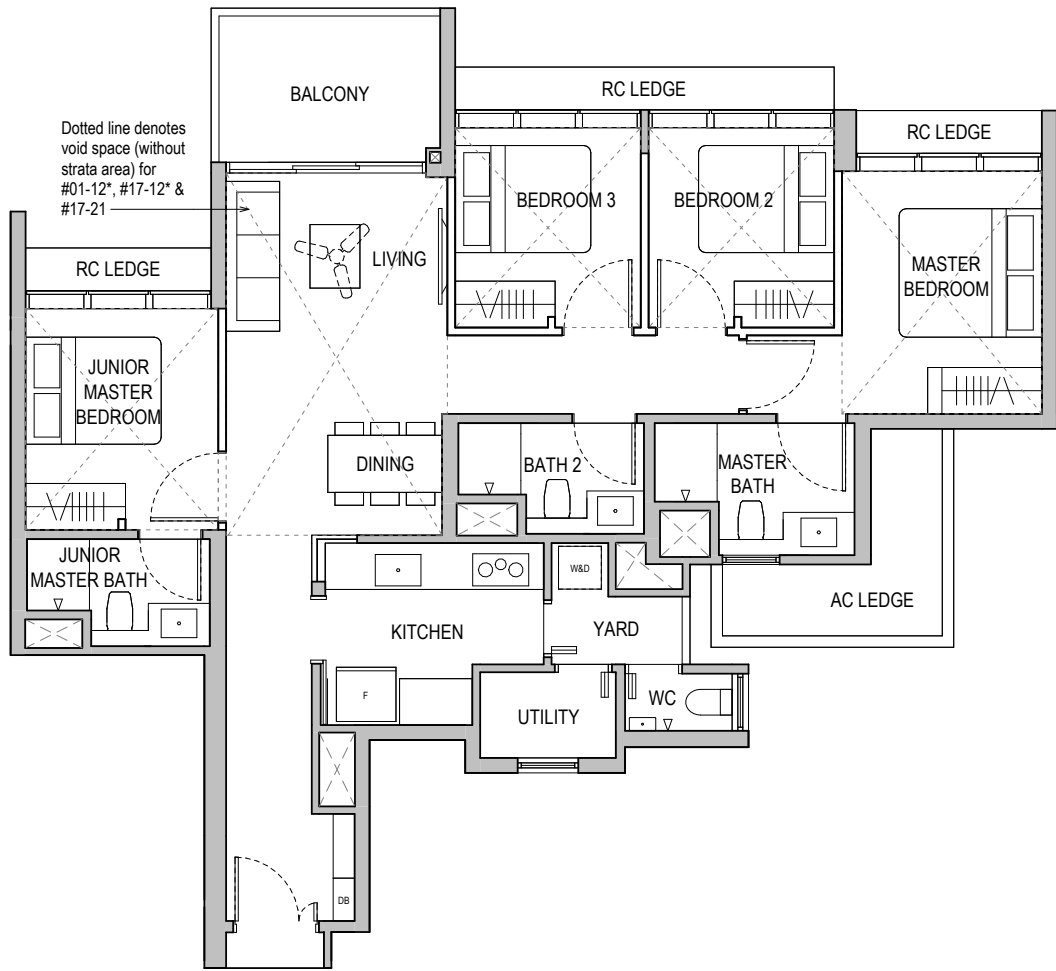 BALCONY
RC LEDGE
RC LEDGE
Dotted line denotes
void space (without
strata area) for
#01-12*, #17-12* &
#17-21
BEDROOM 3
BEDROOM 2
LIVING
RC LEDGE
MASTER
BEDROOM
JUNIOR
MASTER
BEDROOM
DINING
BATH 2
MASTER
BATH
JUNIOR
MASTER BATH
W&D
AC LEDGE
KITCHEN
YARD
F
WC
UTILITY
DB